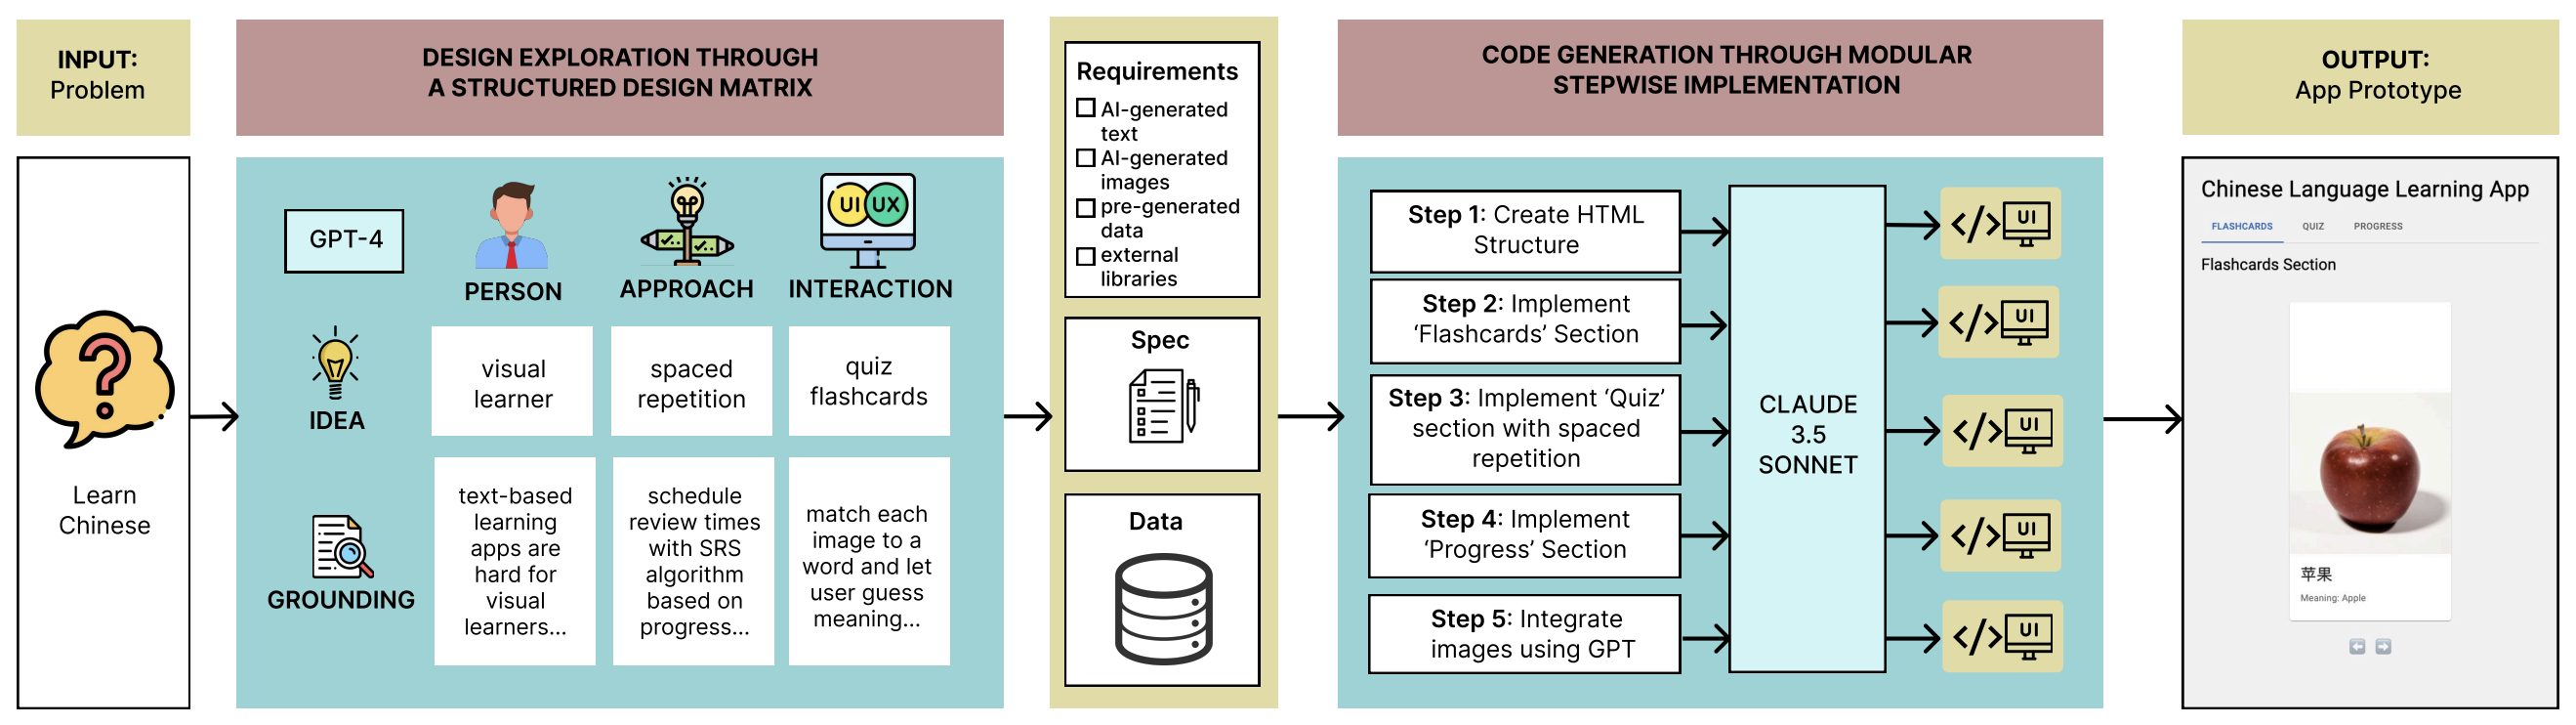 INPUT:
Problem
Learn
Chinese
DESIGN EXPLORATION THROUGH
A STRUCTURED DESIGN MATRIX
GPT-4
PERSON
APPROACH
UI UX
INTERACTION
IDEA
visual
learner
spaced
repetition
quiz
flashcards
GROUNDING
text-based
learning
apps are
hard for
visual
learners...
schedule
review times
with SRS
algorithm
based on
progress...
match each
image to a
word and let
user guess
meaning...
Requirements
AI-generated
text
AI-generated
images
pre-generated
data
external
libraries
Spec
Data
CODE GENERATION THROUGH MODULAR
STEPWISE IMPLEMENTATION
Step 1: Create HTML
Structure
Step 2: Implement
‘Flashcards’ Section
Step 3: Implement ‘Quiz’
section with spaced
repetition
Step 4: Implement
‘Progress’ Section
Step 5: Integrate
images using GPT
CLAUDE
3.5
SONNET
</> UI
</> UI
</> UI
</> UI
</> UI
OUTPUT:
App Prototype
Chinese Language Learning App
FLASHCARDS QUIZ PROGRESS
Flashcards Section
苹果
Meaning: Apple